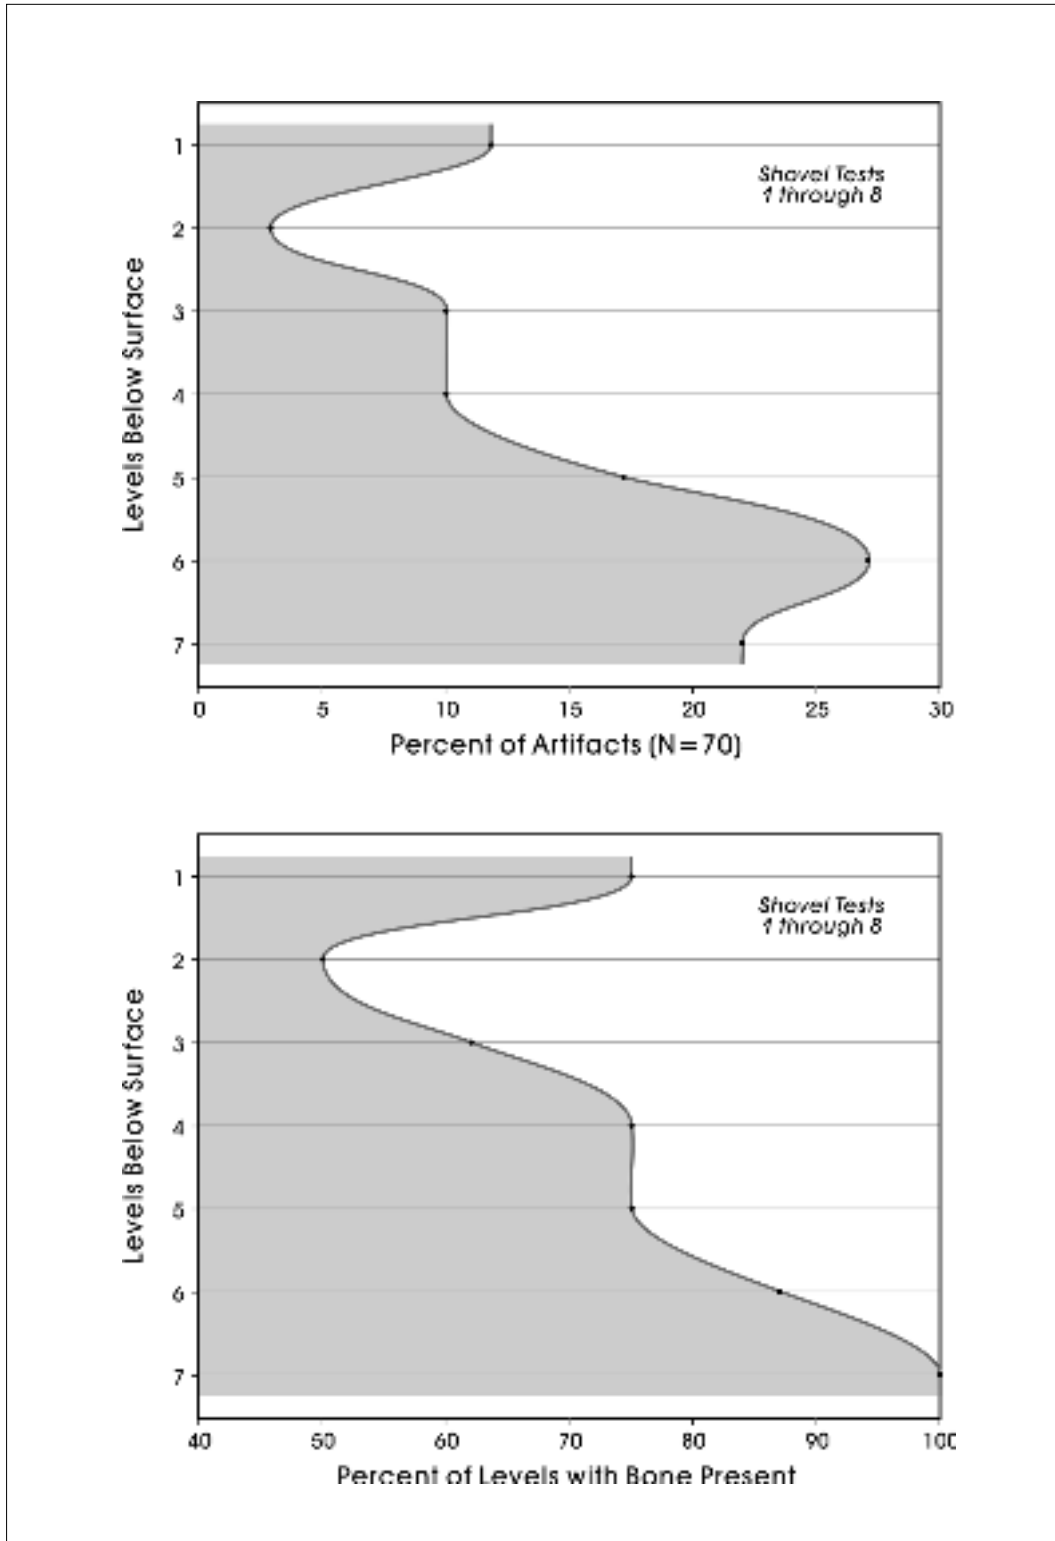 1
Shovel Tests
1 through 8
2
3
4
5
6
7
Levels Below Surface
0 5 10 15 20 25 30
Percent of Artifacts (N=70)
1
Shovel Tests
1 through 8
2
3
4
5
6
7
Levels Below Surface
40 50 60 70 80 90 100
Percent of Levels with Bone Present